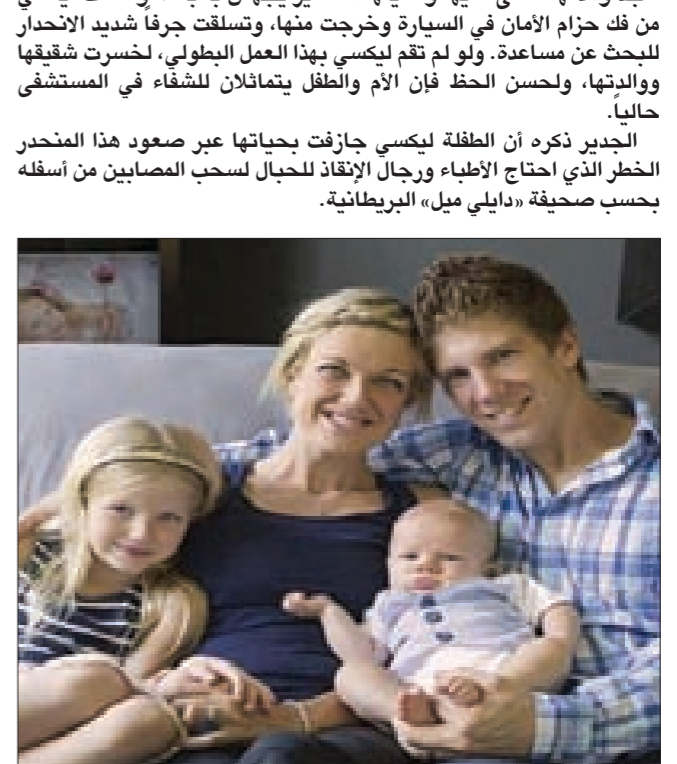 من فك حزام الأمان في السيارة وخرجت منها، وتسلقت جرفاً شديد الانحدار
للبحث عن مساعدة. ولو لم تقم ليكسي بهذا العمل البطولي، لخسرت شقيقها
ووالدتها، ولحسن الحظ فإن الأم والطفل يتماثلان للشفاء في المستشفى
حالياً.
الجدير ذكره أن الطفلة ليكسي جازفت بحياتها عبر صعود هذا المنحدر
الخطر الذي احتاج الأطباء ورجال الإنقاذ للحبال لسحب المصابين من أسفله
بحسب صحيفة «دايلي ميل» البريطانية.